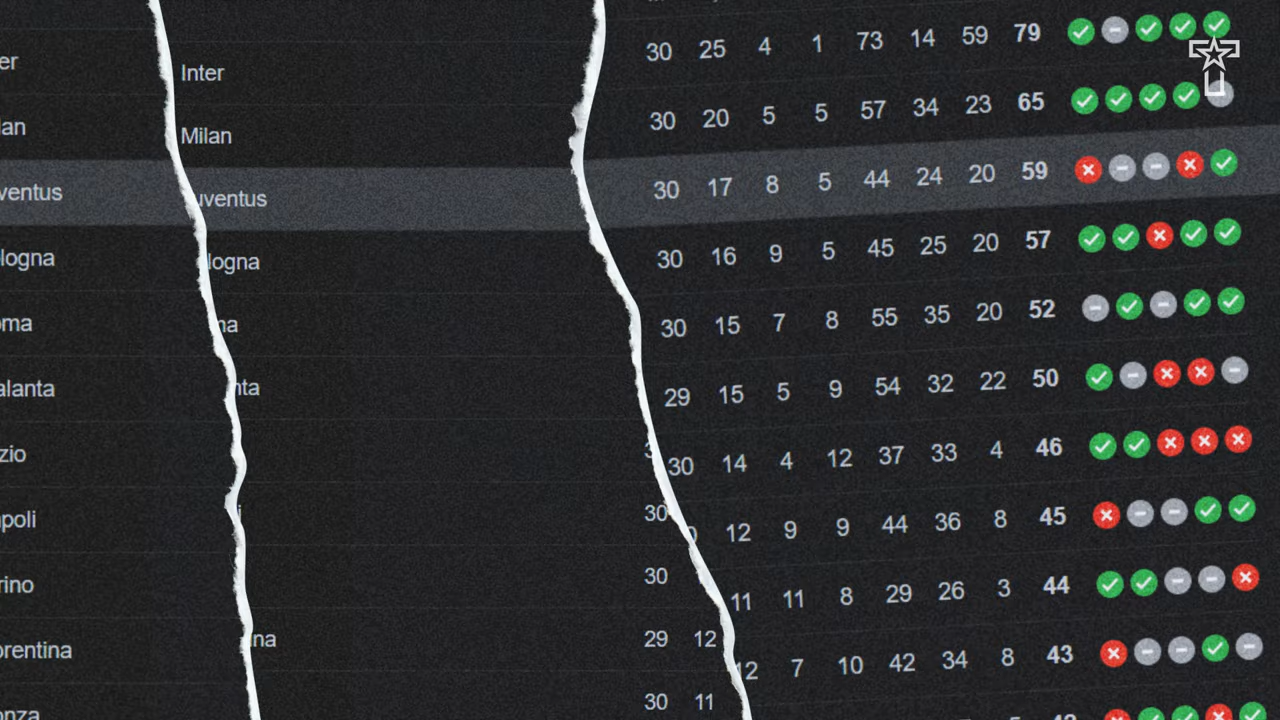 er Inter 30 25 4 1 73 14 59 79
lan Milan 30 20 5 5 57 34 23 65
ventus uventus 30 17 8 5 44 24 20 59
logna logna 30 16 9 5 45 25 20 57
oma na 30 15 7 8 55 35 20 52
alanta nta 29 15 5 9 54 32 22 50
zio 30 14 4 12 37 33 4 46
apoli i 30 12 9 9 44 36 8 45
rino 30 11 11 8 29 26 3 44
orentina na 29 12 12 7 10 42 34 8 43
onza 30 11